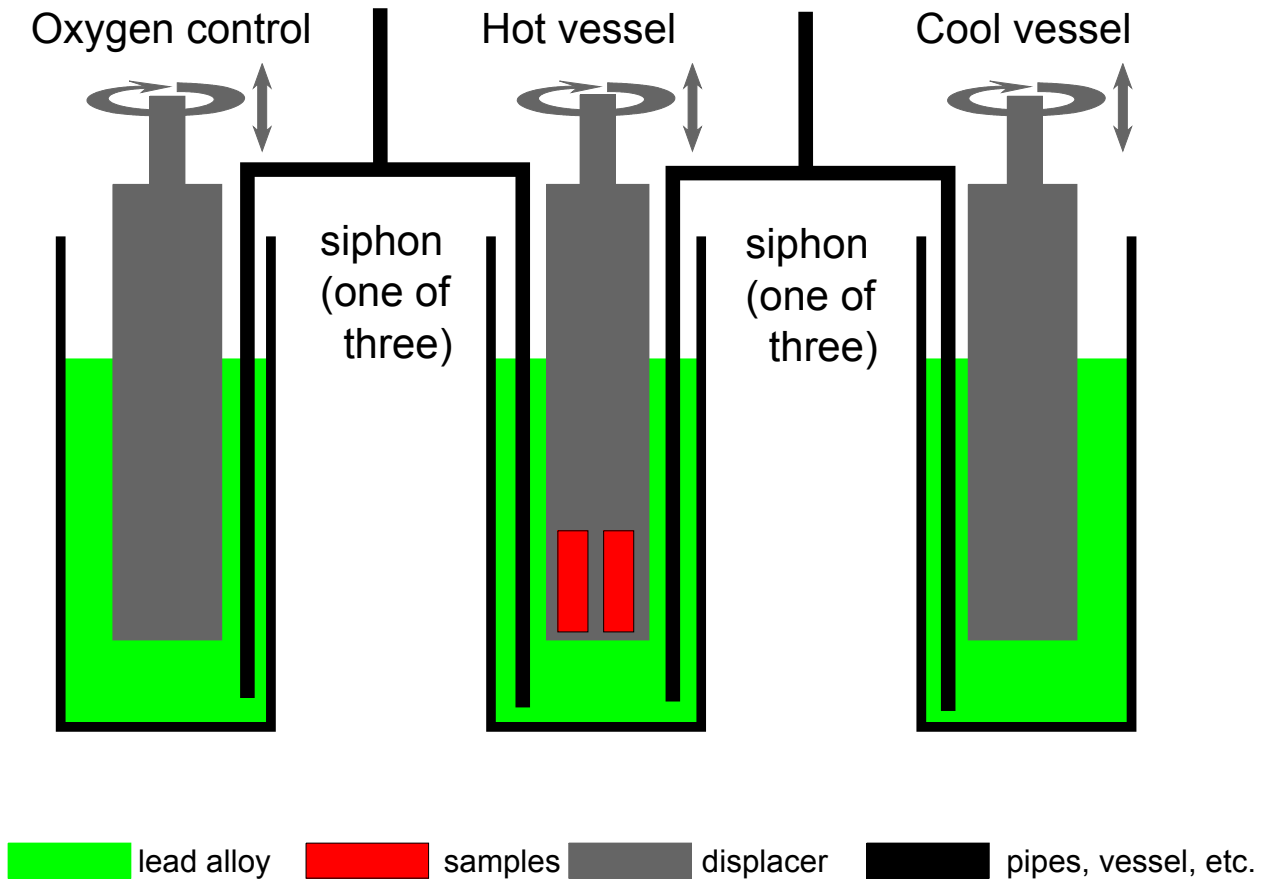 Oxygen control
Hot vessel
Cool vessel
siphon
(one of
three)
siphon
(one of
three)
lead alloy
samples
displacer
pipes, vessel, etc.